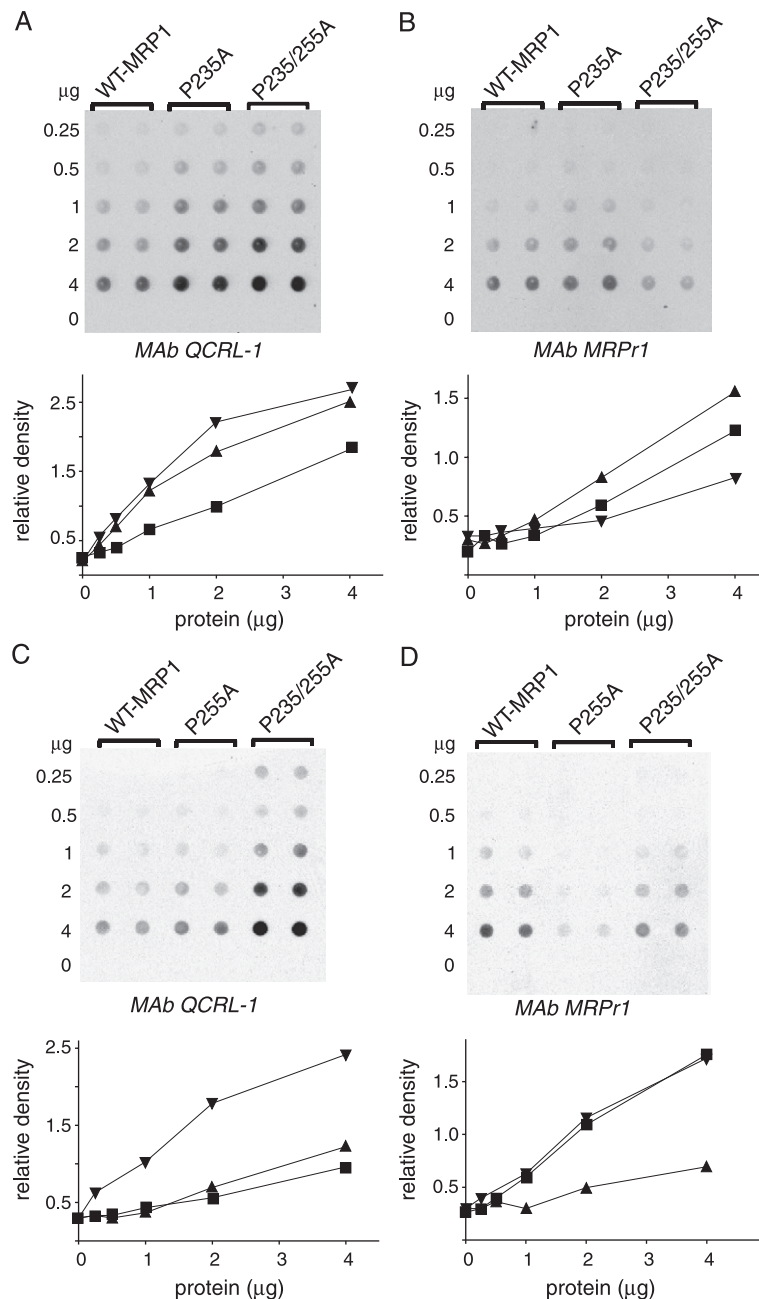 A
WT-MRP1
P235A
P235/255A
μg
0.25
0.5
1
2
4
0
MAb QCRL-1
2.5
1.5
0.5
relative density
0 1 2 3 4
protein (μg)
B
WT-MRP1
P235A
P235/255A
μg
0.25
0.5
1
2
4
0
MAb MRPr1
1.5
1.0
0.5
relative density
0 1 2 3 4
protein (μg)
C
WT-MRP1
P255A
P235/255A
μg
0.25
0.5
1
2
4
0
MAb QCRL-1
2.5
1.5
0.5
relative density
0 1 2 3 4
protein (μg)
D
WT-MRP1
P255A
P235/255A
μg
0.25
0.5
1
2
4
0
MAb MRPr1
1.5
1.0
0.5
relative density
0 1 2 3 4
protein (μg)